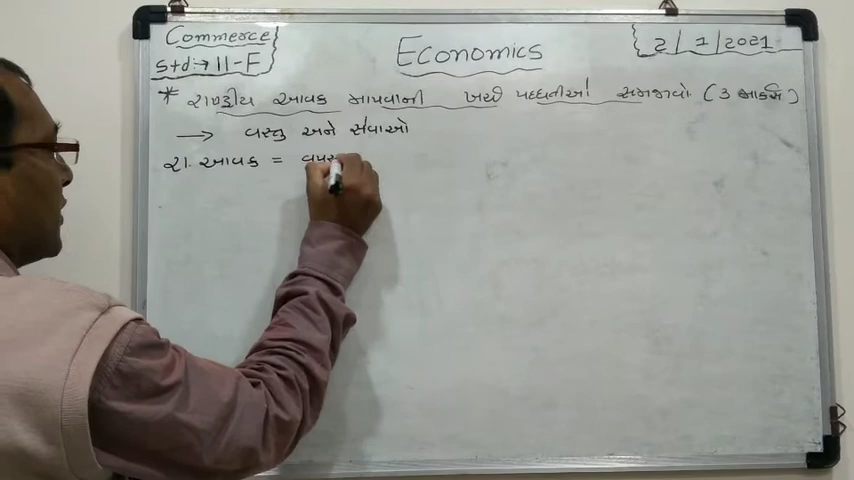 Commerce
Std:→ 11-F
Economics
2/1/2021
* રાષ્ટ્રીય આવક માપવાની ખર્ચ પદ્ધતીઓ સમજાવો. (3 માર્કસ)
→ વસ્તુ અને સેવાઓ
રા. આવક =